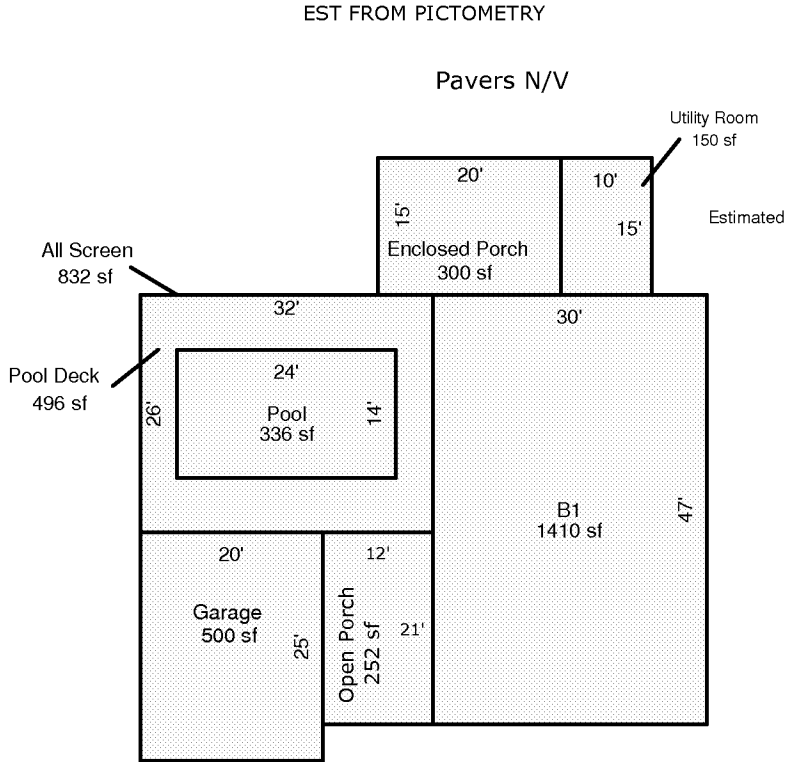 EST FROM PICTOMETRY
Pavers N/V
Utility Room
150 sf
20'
10'
15'
15'
Estimated
Enclosed Porch
300 sf
All Screen
832 sf
32'
30'
Pool Deck
496 sf
24'
26'
14'
Pool
336 sf
B1
1410 sf
47'
20'
12'
Garage
500 sf
25'
Open Porch
252 sf
21'